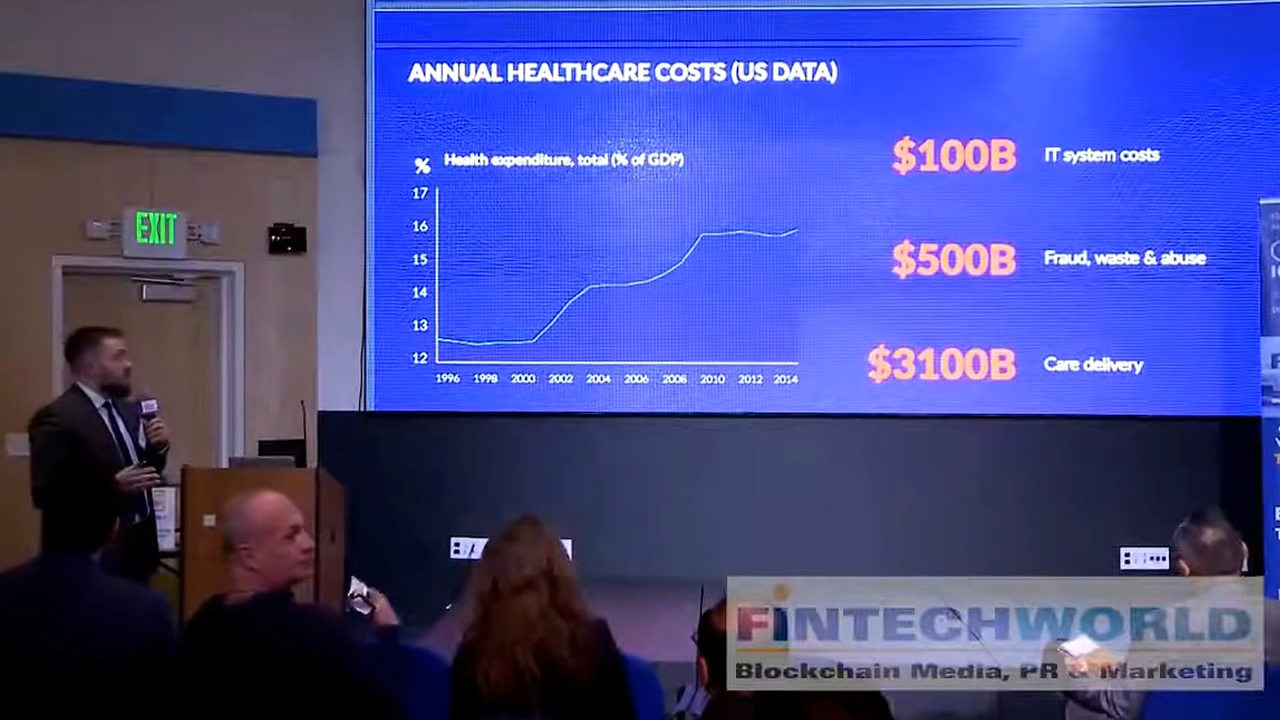 ANNUAL HEALTHCARE COSTS (US DATA)
% Health expenditure, total (% of GDP)
17
16
15
14
13
12
1996 1998 2000 2002 2004 2006 2008 2010 2012 2014
$100B IT system costs
$500B Fraud, waste & abuse
$3100B Care delivery
EXIT
FiNTECHWORLD
Blockchain Media, PR & Marketing